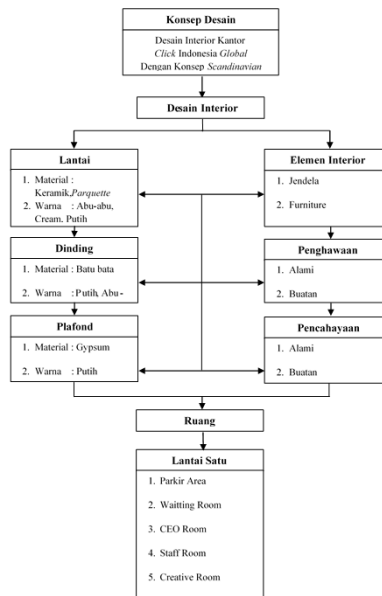 Konsep Desain
Desain Interior Kantor
Click Indonesia Global
Dengan Konsep Scandinavian
Desain Interior
Lantai
1. Material :
Keramik,Parquette
2. Warna : Abu-abu,
Cream. Putih
Dinding
1. Material : Batu bata
2. Warna : Putih, Abu-
Plafond
1. Material : Gypsum
2. Warna : Putih
Elemen Interior
1. Jendela
2. Furniture
Penghawaan
1. Alami
2. Buatan
Pencahayaan
1. Alami
2. Buatan
Ruang
Lantai Satu
1. Parkir Area
2. Waitting Room
3. CEO Room
4. Staff Room
5. Creative Room